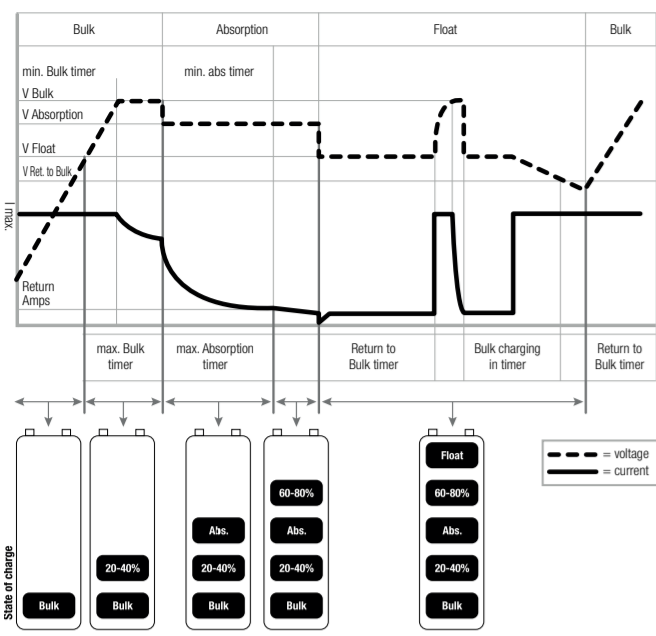 Bulk
Absorption
Float
Bulk
min. Bulk timer
min. abs timer
V Bulk
V Absorption
V Float
V Ret. to Bulk
I max.
Return
Amps
max. Bulk
timer
max. Absorption
timer
Return to
Bulk timer
Bulk charging
in timer
Return to
Bulk timer
= voltage
= current
State of charge
Bulk
20-40%
Bulk
Abs.
20-40%
Bulk
60-80%
Abs.
20-40%
Bulk
Float
60-80%
Abs.
20-40%
Bulk